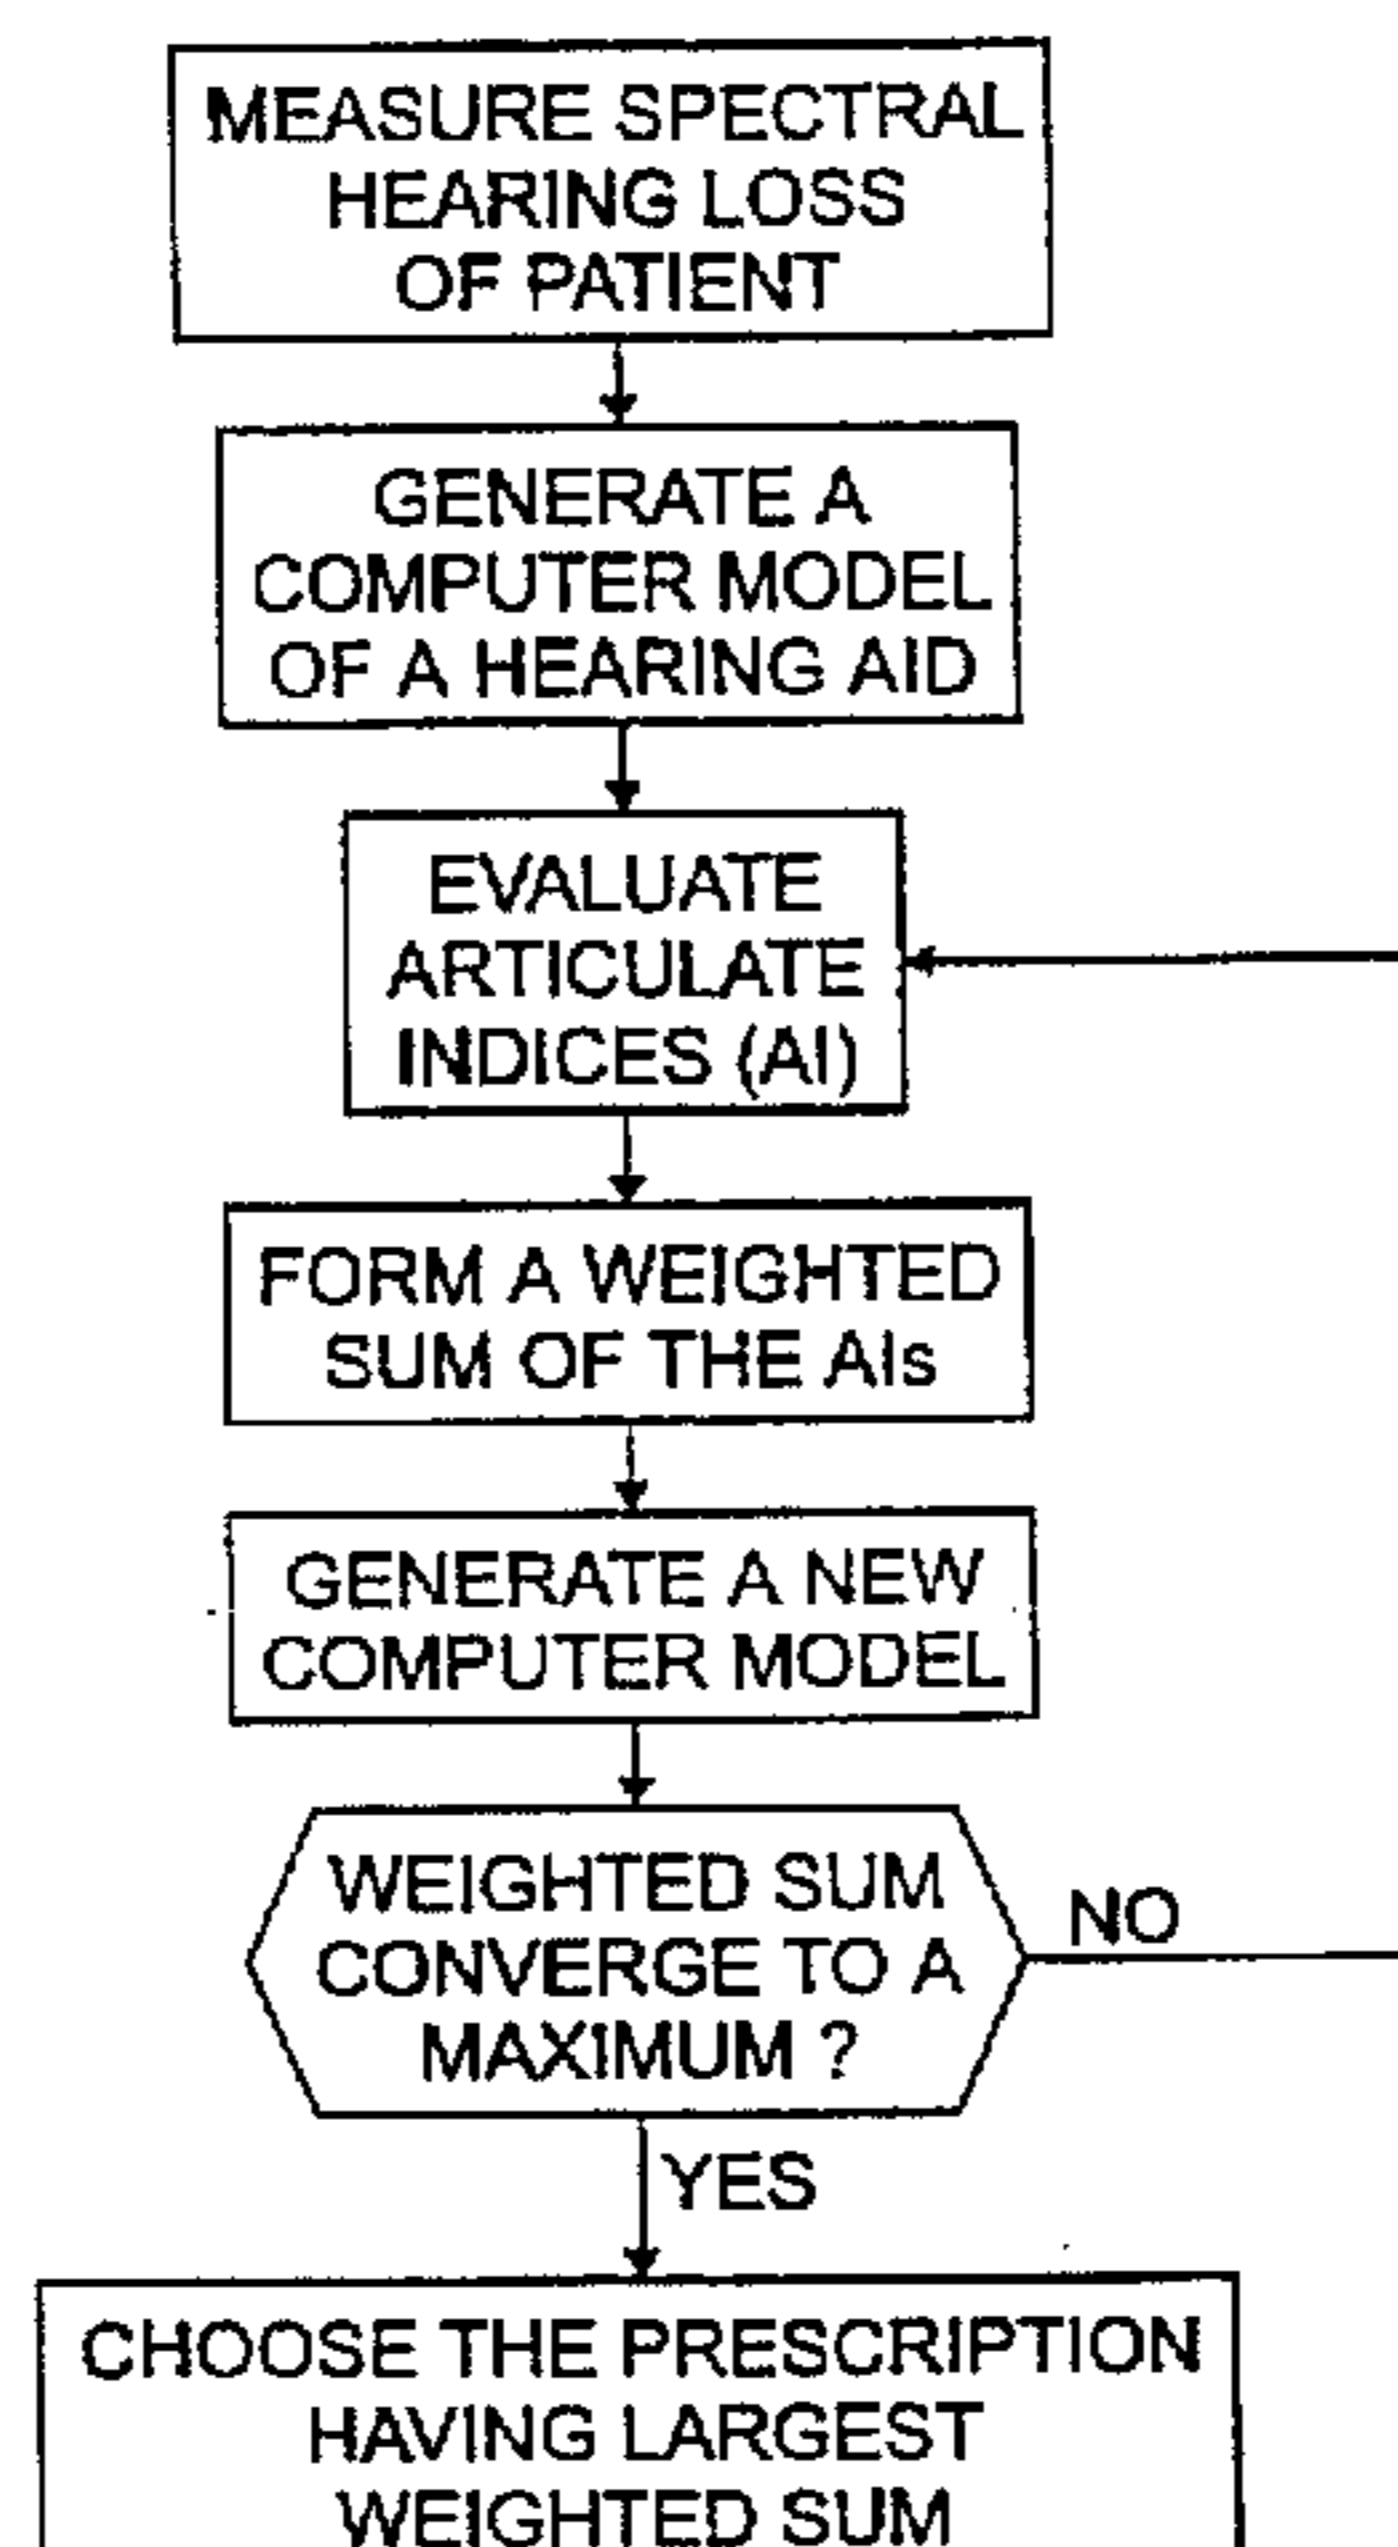 MEASURE SPECTRAL
HEARING LOSS
OF PATIENT
GENERATE A
COMPUTER MODEL
OF A HEARING AID
EVALUATE
ARTICULATE
INDICES (AI)
FORM A WEIGHTED
SUM OF THE AIs
GENERATE A NEW
COMPUTER MODEL
WEIGHTED SUM
CONVERGE TO A
MAXIMUM ?
NO
YES
CHOOSE THE PRESCRIPTION
HAVING LARGEST
WEIGHTED SUM